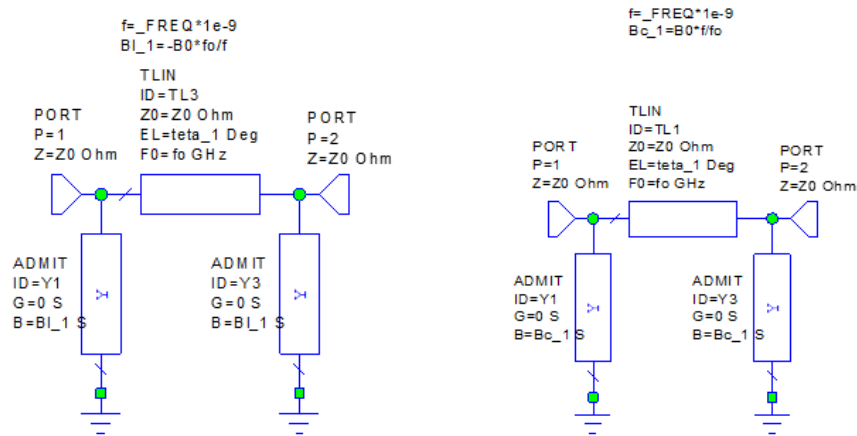 f=_FREQ*1e-9
Bl_1=-B0*fo/f
TLIN
ID=TL3
Z0=Z0 Ohm
EL=teta_1 Deg
F0=fo GHz
PORT
P=1
Z=Z0 Ohm
PORT
P=2
Z=Z0 Ohm
ADMIT
ID=Y1
G=0 S
B=Bl_1 S
ADMIT
ID=Y3
G=0 S
B=Bl_1 S
f=_FREQ*1e-9
Bc_1=B0*f/fo
TLIN
ID=TL1
Z0=Z0 Ohm
EL=teta_1 Deg
F0=fo GHz
PORT
P=1
Z=Z0 Ohm
PORT
P=2
Z=Z0 Ohm
ADMIT
ID=Y1
G=0 S
B=Bc_1 S
ADMIT
ID=Y3
G=0 S
B=Bc_1 S